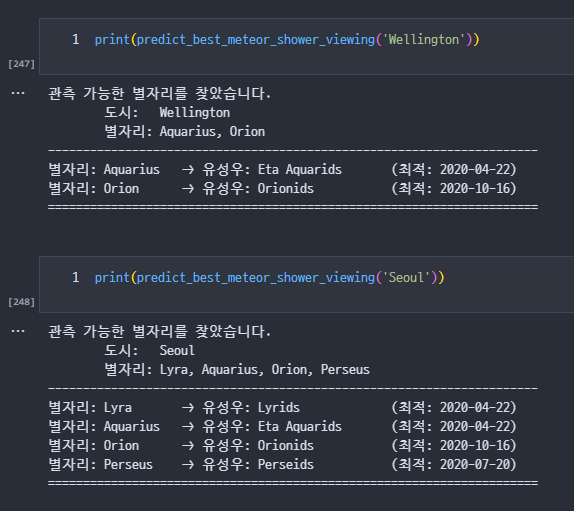 1 print(predict_best_meteor_shower_viewing('Wellington'))
[247]
... 관측 가능한 별자리를 찾았습니다.
도시: Wellington
별자리: Aquarius, Orion
----------------------------------------------------------------------
별자리: Aquarius -> 유성우: Eta Aquarids (최적: 2020-04-22)
별자리: Orion -> 유성우: Orionids (최적: 2020-10-16)
======================================================================
1 print(predict_best_meteor_shower_viewing('Seoul'))
[248]
... 관측 가능한 별자리를 찾았습니다.
도시: Seoul
별자리: Lyra, Aquarius, Orion, Perseus
----------------------------------------------------------------------
별자리: Lyra -> 유성우: Lyrids (최적: 2020-04-22)
별자리: Aquarius -> 유성우: Eta Aquarids (최적: 2020-04-22)
별자리: Orion -> 유성우: Orionids (최적: 2020-10-16)
별자리: Perseus -> 유성우: Perseids (최적: 2020-07-20)
======================================================================